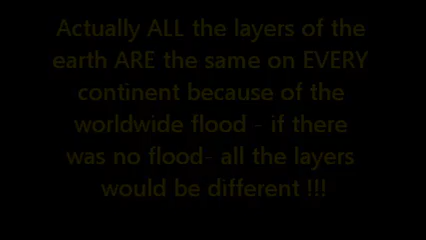 Actually ALL the layers of the
earth ARE the same on EVERY
continent because of the
worldwide flood - if there
was no flood- all the layers
would be different !!!